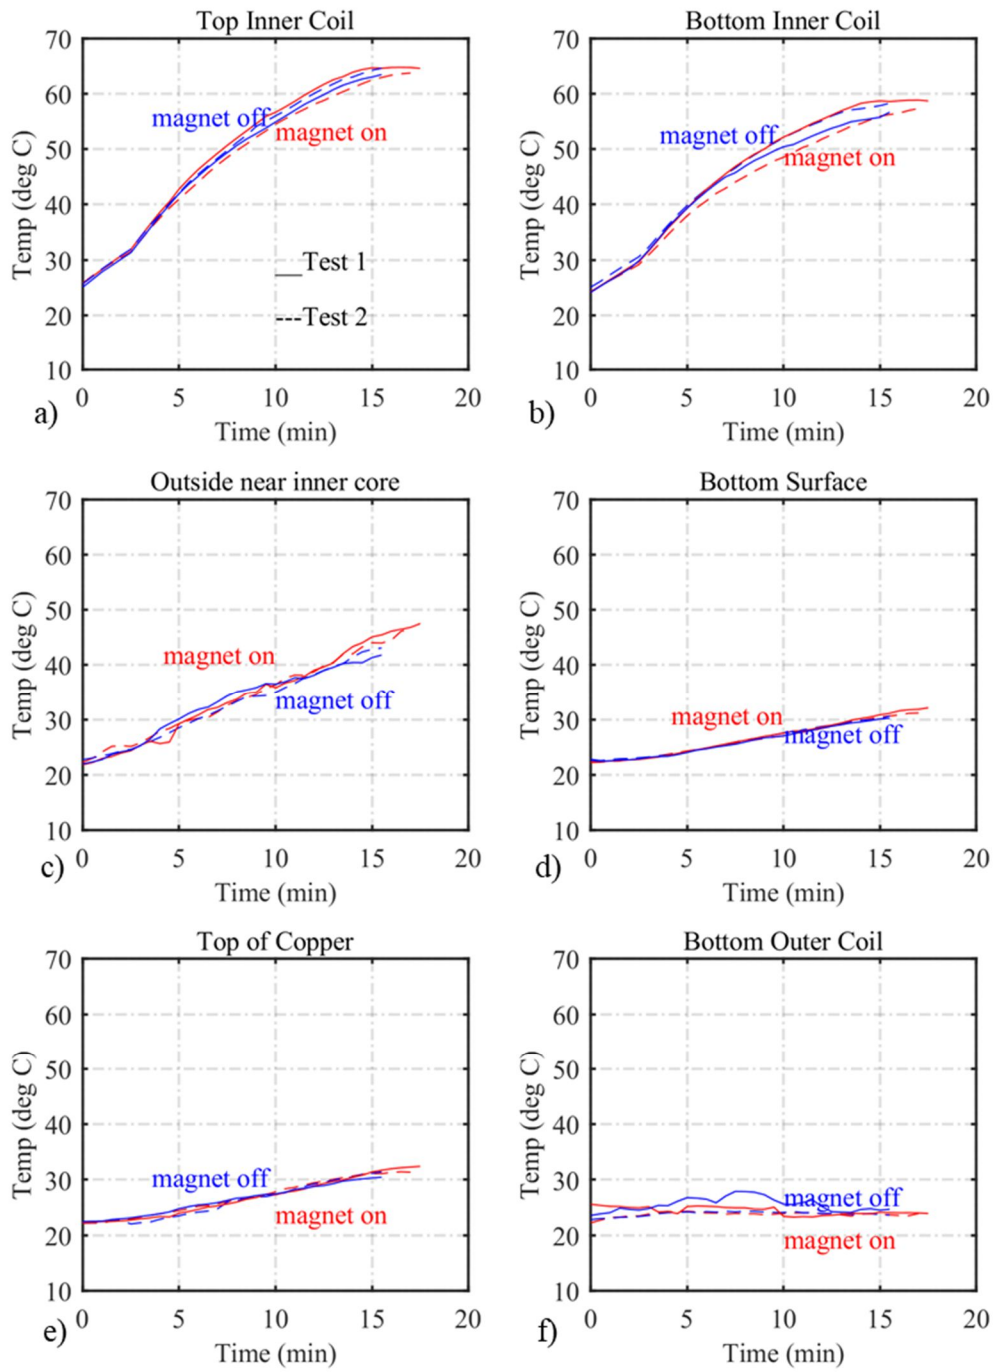 Top Inner Coil
70
60
50
40
30
20
10
Temp (deg C)
magnet off
magnet on
__Test 1
---Test 2
0 5 10 15 20
Time (min)
a)
Bottom Inner Coil
70
60
50
40
30
20
10
Temp (deg C)
magnet off
magnet on
0 5 10 15 20
Time (min)
b)
Outside near inner core
70
60
50
40
30
20
10
Temp (deg C)
magnet on
magnet off
0 5 10 15 20
Time (min)
c)
Bottom Surface
70
60
50
40
30
20
10
Temp (deg C)
magnet on
magnet off
0 5 10 15 20
Time (min)
d)
Top of Copper
70
60
50
40
30
20
10
Temp (deg C)
magnet off
magnet on
0 5 10 15 20
Time (min)
e)
Bottom Outer Coil
70
60
50
40
30
20
10
Temp (deg C)
magnet off
magnet on
0 5 10 15 20
Time (min)
f)